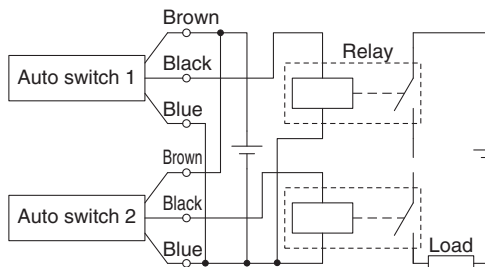 Brown
Relay
Black
Auto switch 1
Blue
Brown
Black
Auto switch 2
Blue
Load